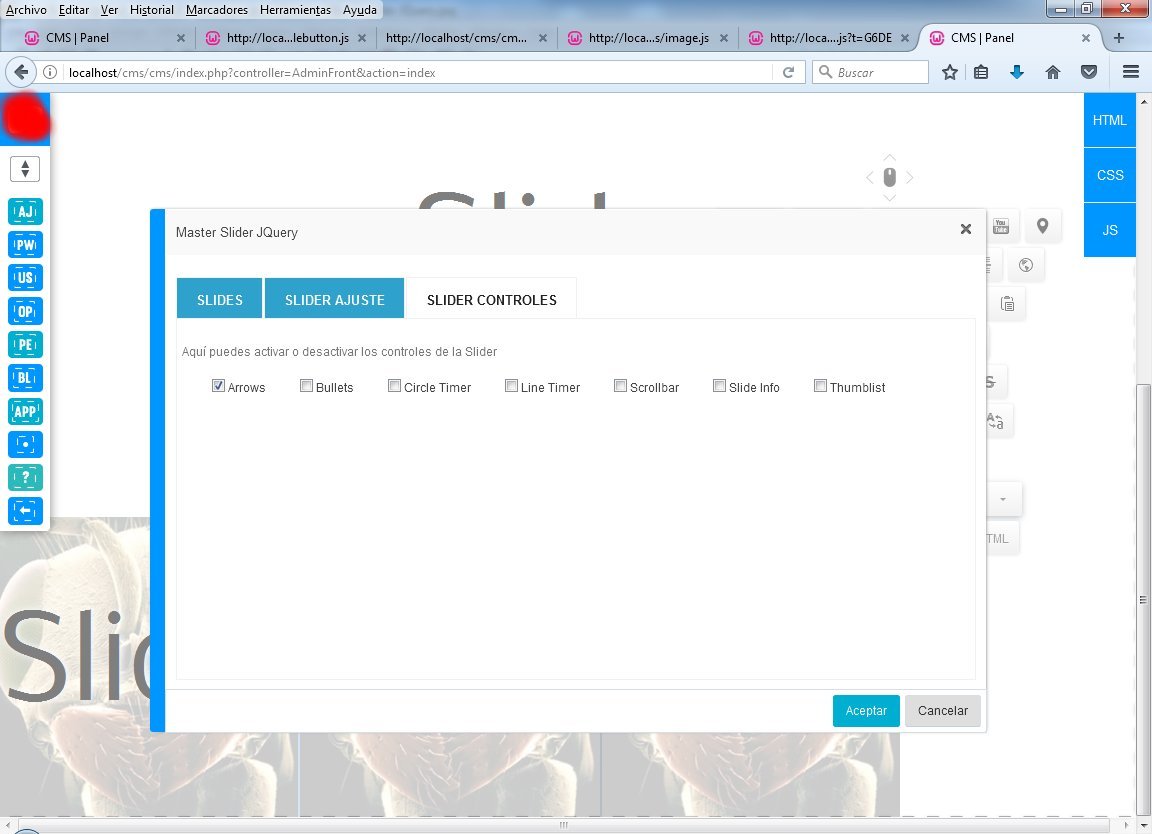 Archivo Editar Ver Historial Marcadores Herramientas Ayuda
CMS | Panel
http://loca...lebutton.js
http://localhost/cms/cm...
http://loca...s/image.js
http://loca....js?t=G6DE
CMS | Panel
localhost/cms/cms/index.php?controller=AdminFront&action=index
Buscar
HTML
CSS
JS
AJ
PW
US
OP
PE
BL
APP
?
You Tube
Master Slider JQuery
SLIDES
SLIDER AJUSTE
SLIDER CONTROLES
Aquí puedes activar o desactivar los controles de la Slider
Arrows Bullets Circle Timer Line Timer Scrollbar Slide Info Thumblist
TML
Aceptar
Cancelar